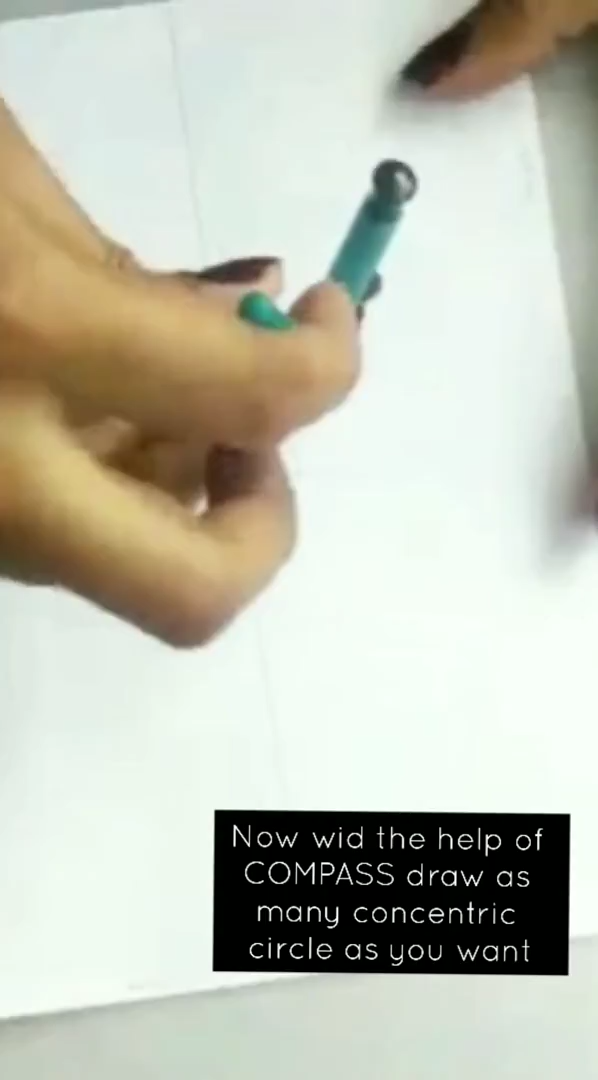 Now wid the help of
COMPASS draw as
many concentric
circle as you want